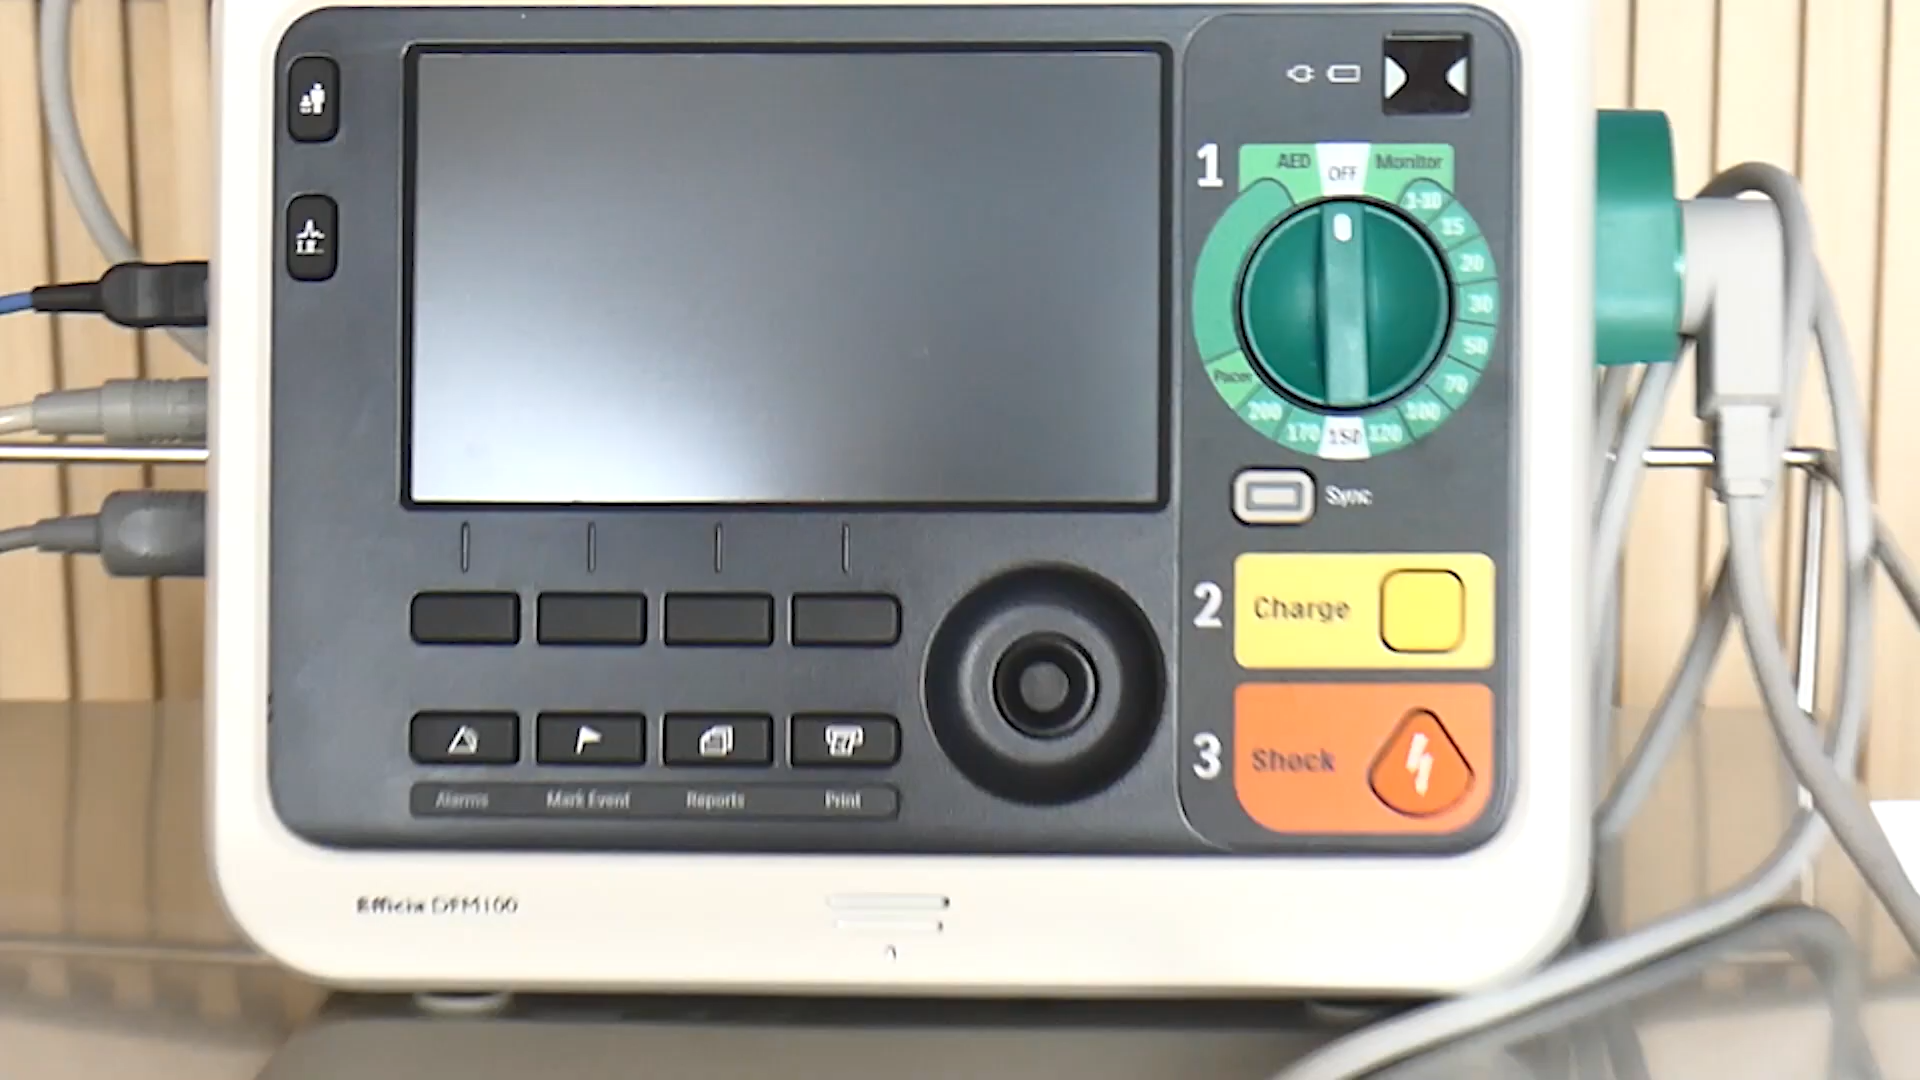 1
AED OFF Monitor
1-10
15
20
30
50
70
100
120
150
170
200
Pacer
Sync
2 Charge
3 Shock
Alarms Mark Event Reports Print
Efficia DFM100